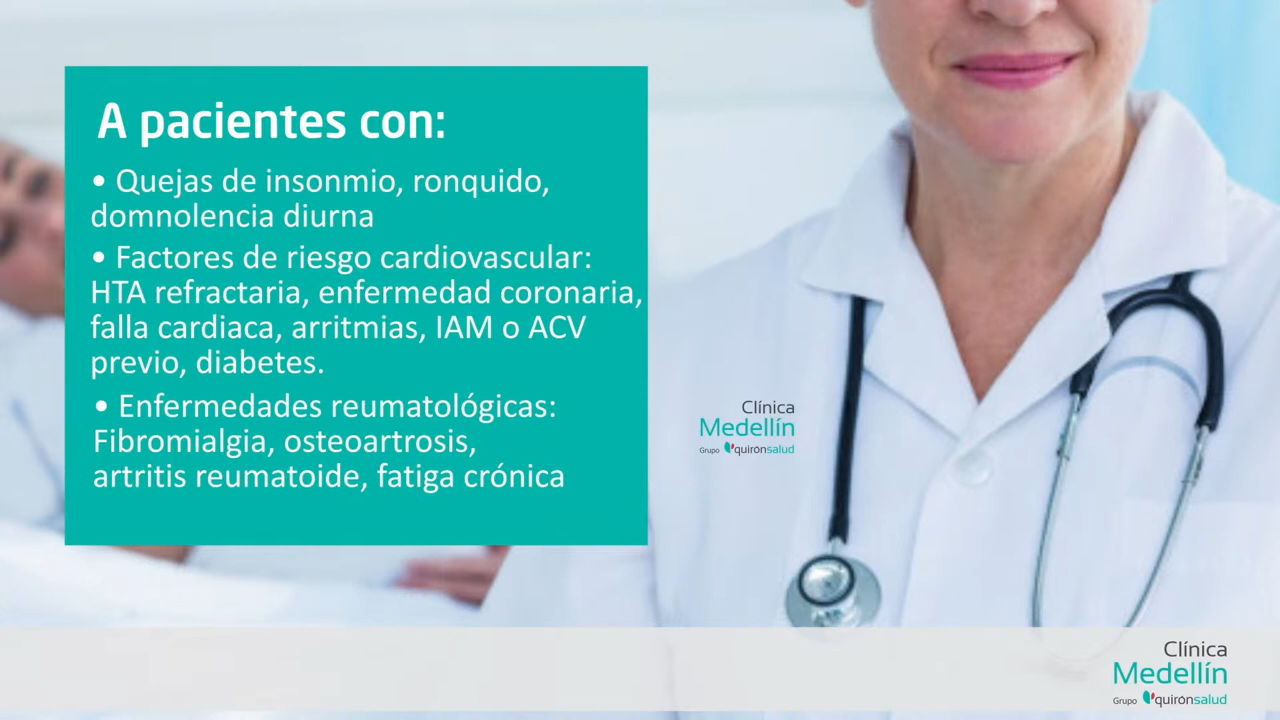 A pacientes con:
• Quejas de insonmio, ronquido,
domnolencia diurna
• Factores de riesgo cardiovascular:
HTA refractaria, enfermedad coronaria,
falla cardiaca, arritmias, IAM o ACV
previo, diabetes.
• Enfermedades reumatológicas:
Fibromialgia, osteoartrosis,
artritis reumatoide, fatiga crónica
Clínica
Medellín
Grupo quirónsalud
Clínica
Medellín
Grupo quirónsalud